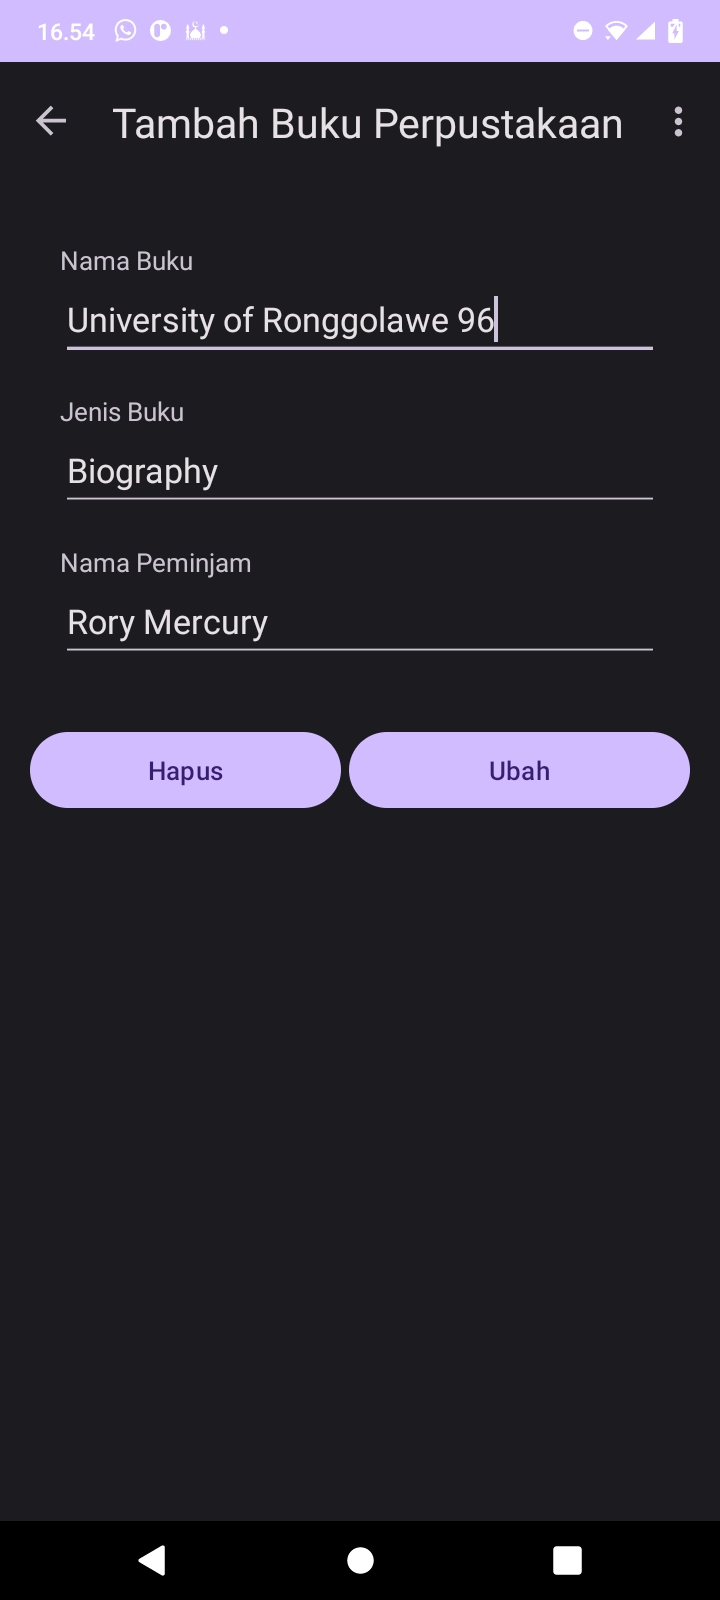 16.54
Tambah Buku Perpustakaan
Nama Buku
University of Ronggolawe 96
Jenis Buku
Biography
Nama Peminjam
Rory Mercury
Hapus Ubah